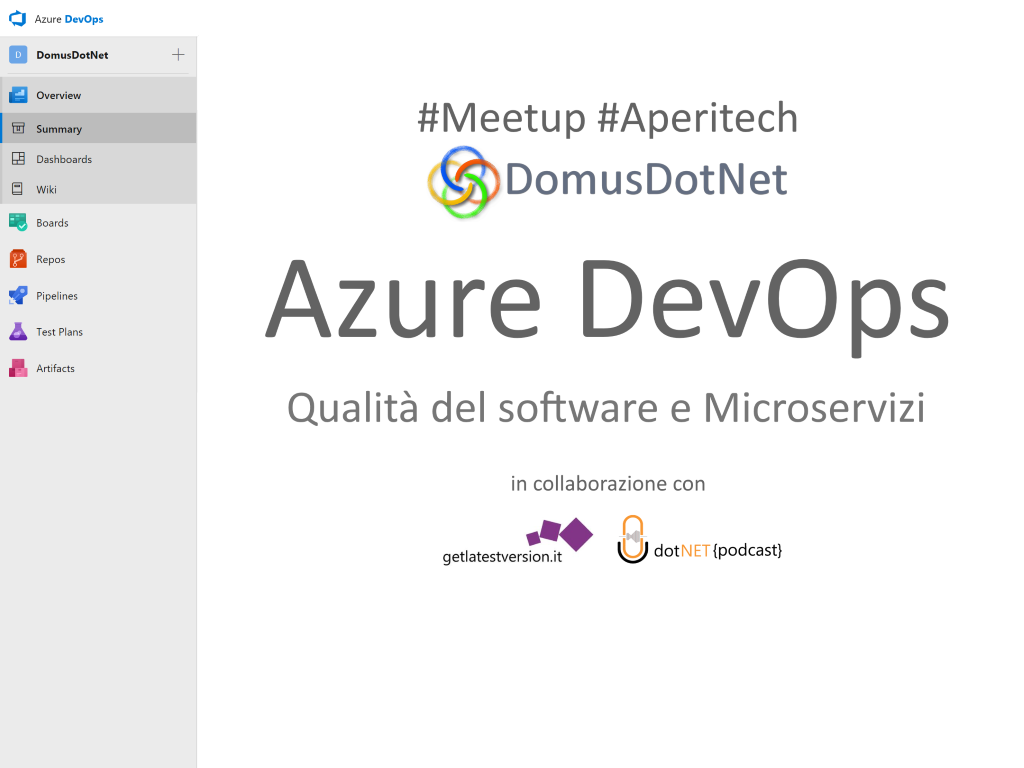 Azure DevOps
D DomusDotNet
Overview
Summary
Dashboards
Wiki
Boards
Repos
Pipelines
Test Plans
Artifacts
#Meetup #Aperitech
DomusDotNet
Azure DevOps
Qualità del software e Microservizi
in collaborazione con
getlatestversion.it
dotNET{podcast}